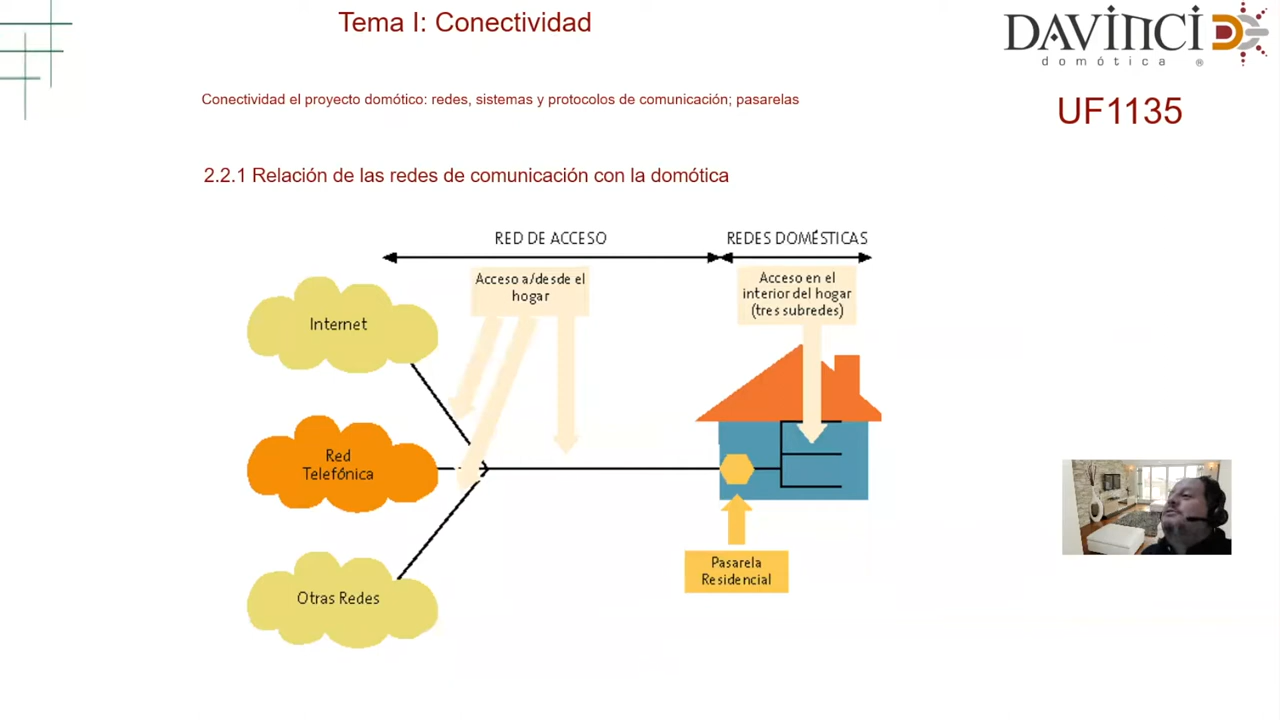 Tema I: Conectividad
DAVINCI
domótica ®
Conectividad el proyecto domótico: redes, sistemas y protocolos de comunicación; pasarelas
UF1135
2.2.1 Relación de las redes de comunicación con la domótica
RED DE ACCESO
REDES DOMÉSTICAS
Acceso a/desde el
hogar
Acceso en el
interior del hogar
(tres subredes)
Internet
Red
Telefónica
Otras Redes
Pasarela
Residencial